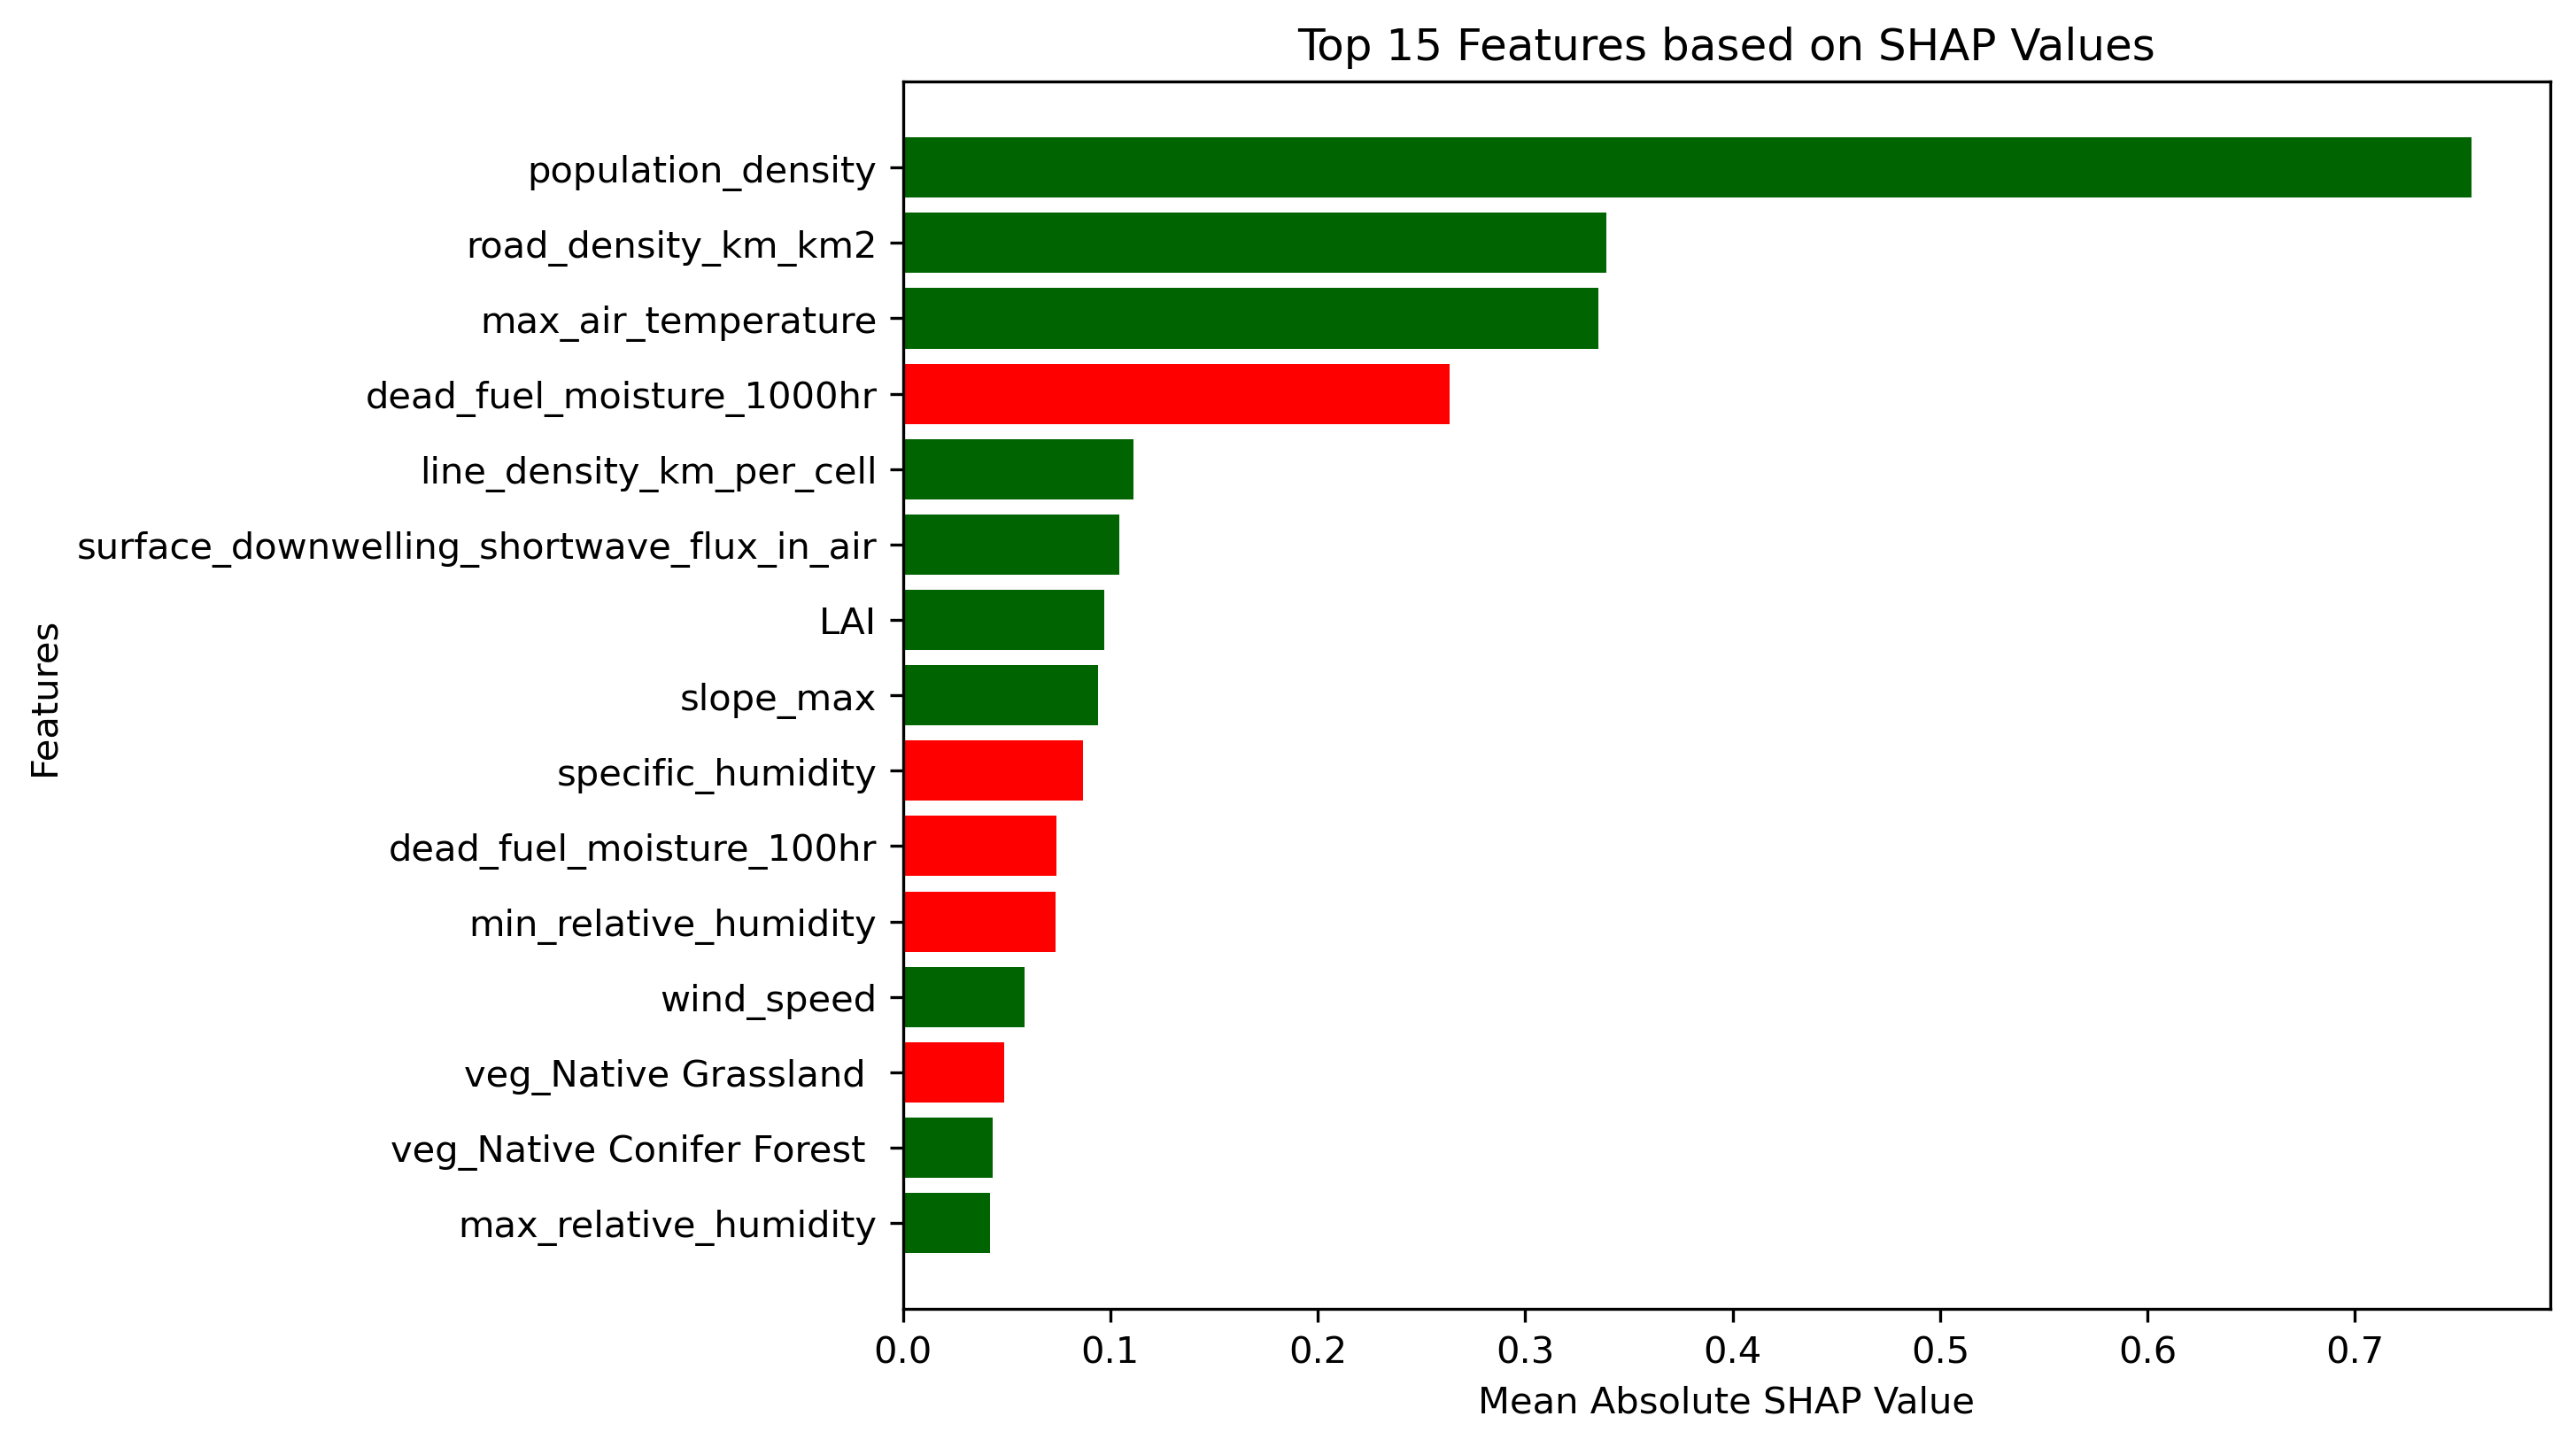 Top 15 Features based on SHAP Values
Features
population_density
road_density_km_km2
max_air_temperature
dead_fuel_moisture_1000hr
line_density_km_per_cell
surface_downwelling_shortwave_flux_in_air
LAI
slope_max
specific_humidity
dead_fuel_moisture_100hr
min_relative_humidity
wind_speed
veg_Native Grassland
veg_Native Conifer Forest
max_relative_humidity
0.0 0.1 0.2 0.3 0.4 0.5 0.6 0.7
Mean Absolute SHAP Value